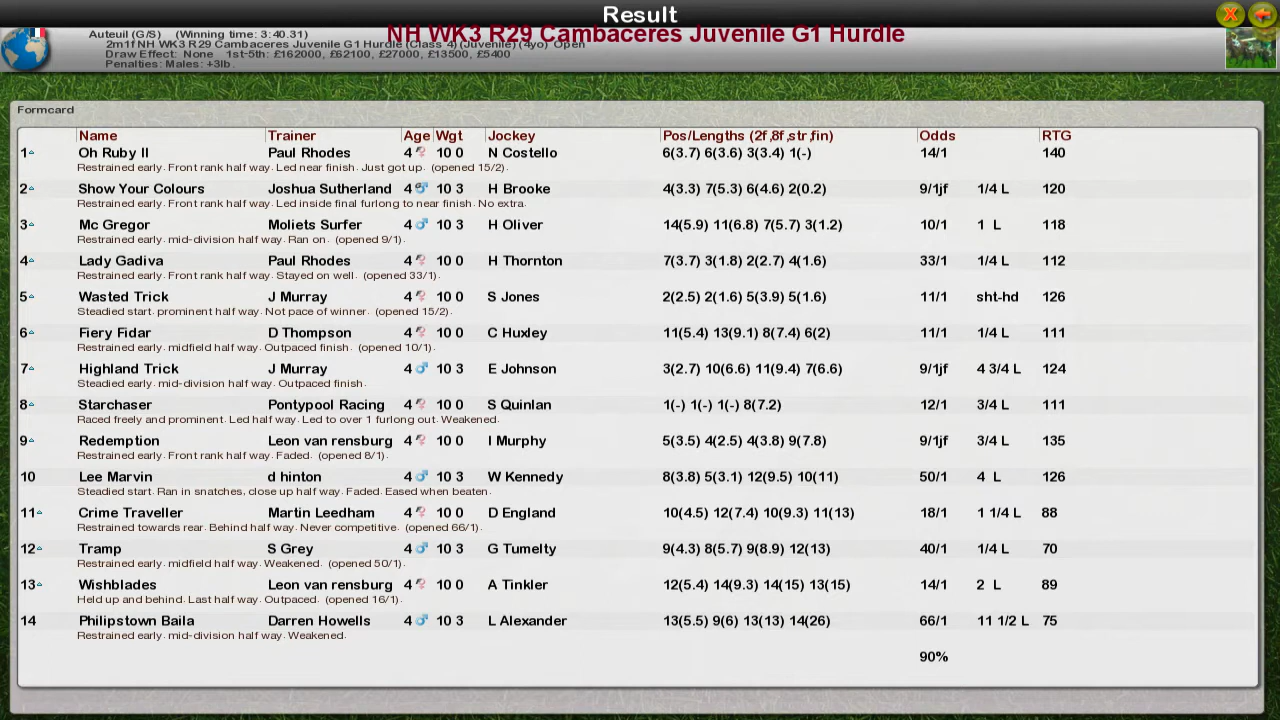 Result
NH WK3 R29 Cambaceres Juvenile G1 Hurdle
Auteuil (G/S) (Winning time: 3:40.31)
2m1f NH WK3 R29 Cambaceres Juvenile G1 Hurdle (Class 4) (Juvenile) (4yo) Open
Draw Effect: None 1st-5th: £162000, £62100, £27000, £13500, £5400
Penalties: Males: +3lb.
Formcard
Name Trainer Age Wgt Jockey Pos/Lengths (2f,8f,str,fin) Odds RTG
1 Oh Ruby II Paul Rhodes 4 10 0 N Costello 6(3.7) 6(3.6) 3(3.4) 1(-) 14/1 140
Restrained early. Front rank half way. Led near finish. Just got up. (opened 15/2).
2 Show Your Colours Joshua Sutherland 4 10 3 H Brooke 4(3.3) 7(5.3) 6(4.6) 2(0.2) 9/1jf 1/4 L 120
Restrained early. Front rank half way. Led inside final furlong to near finish. No extra.
3 Mc Gregor Moliets Surfer 4 10 3 H Oliver 14(5.9) 11(6.8) 7(5.7) 3(1.2) 10/1 1 L 118
Restrained early. mid-division half way. Ran on. (opened 9/1).
4 Lady Gadiva Paul Rhodes 4 10 0 H Thornton 7(3.7) 3(1.8) 2(2.7) 4(1.6) 33/1 1/4 L 112
Restrained early. Front rank half way. Stayed on well. (opened 33/1).
5 Wasted Trick J Murray 4 10 0 S Jones 2(2.5) 2(1.6) 5(3.9) 5(1.6) 11/1 sht-hd 126
Steadied start. prominent half way. Not pace of winner. (opened 15/2).
6 Fiery Fidar D Thompson 4 10 0 C Huxley 11(5.4) 13(9.1) 8(7.4) 6(2) 11/1 1/4 L 111
Restrained early. midfield half way. Outpaced finish. (opened 10/1).
7 Highland Trick J Murray 4 10 3 E Johnson 3(2.7) 10(6.6) 11(9.4) 7(6.6) 9/1jf 4 3/4 L 124
Steadied early. mid-division half way. Outpaced finish.
8 Starchaser Pontypool Racing 4 10 0 S Quinlan 1(-) 1(-) 1(-) 8(7.2) 12/1 3/4 L 111
Raced freely and prominent. Led half way. Led to over 1 furlong out. Weakened.
9 Redemption Leon van rensburg 4 10 0 I Murphy 5(3.5) 4(2.5) 4(3.8) 9(7.8) 9/1jf 3/4 L 135
Restrained early. Front rank half way. Faded. (opened 8/1).
10 Lee Marvin d hinton 4 10 3 W Kennedy 8(3.8) 5(3.1) 12(9.5) 10(11) 50/1 4 L 126
Steadied start. Ran in snatches, close up half way. Faded. Eased when beaten.
11 Crime Traveller Martin Leedham 4 10 0 D England 10(4.5) 12(7.4) 10(9.3) 11(13) 18/1 1 1/4 L 88
Restrained towards rear. Behind half way. Never competitive. (opened 66/1).
12 Tramp S Grey 4 10 3 G Tumelty 9(4.3) 8(5.7) 9(8.9) 12(13) 40/1 1/4 L 70
Restrained early. midfield half way. Weakened. (opened 50/1).
13 Wishblades Leon van rensburg 4 10 0 A Tinkler 12(5.4) 14(9.3) 14(15) 13(15) 14/1 2 L 89
Held up and behind. Last half way. Outpaced. (opened 16/1).
14 Philipstown Baila Darren Howells 4 10 3 L Alexander 13(5.5) 9(6) 13(13) 14(26) 66/1 11 1/2 L 75
Restrained early. mid-division half way. Weakened.
90%